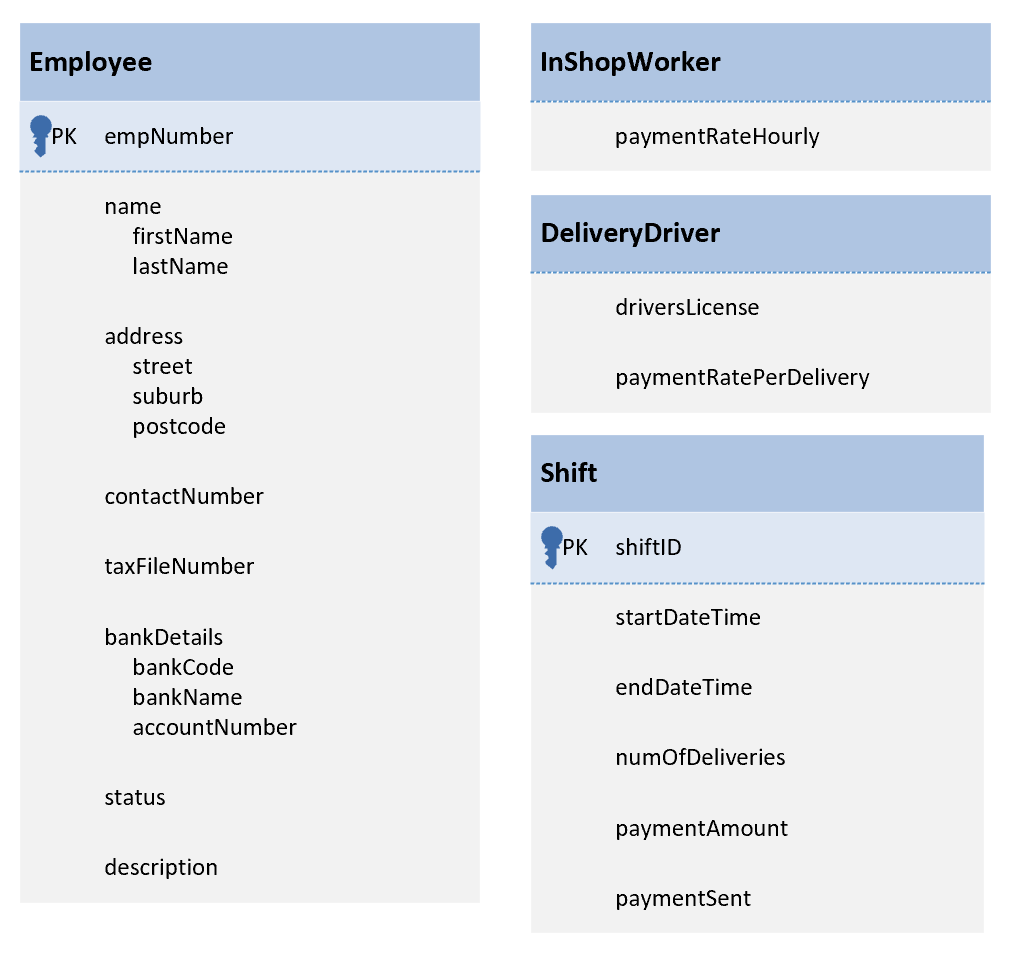 Employee
PK empNumber
name
firstName
lastName
address
street
suburb
postcode
contactNumber
taxFileNumber
bankDetails
bankCode
bankName
accountNumber
status
description
InShopWorker
paymentRateHourly
DeliveryDriver
driversLicense
paymentRatePerDelivery
Shift
PK shiftID
startDateTime
endDateTime
numOfDeliveries
paymentAmount
paymentSent